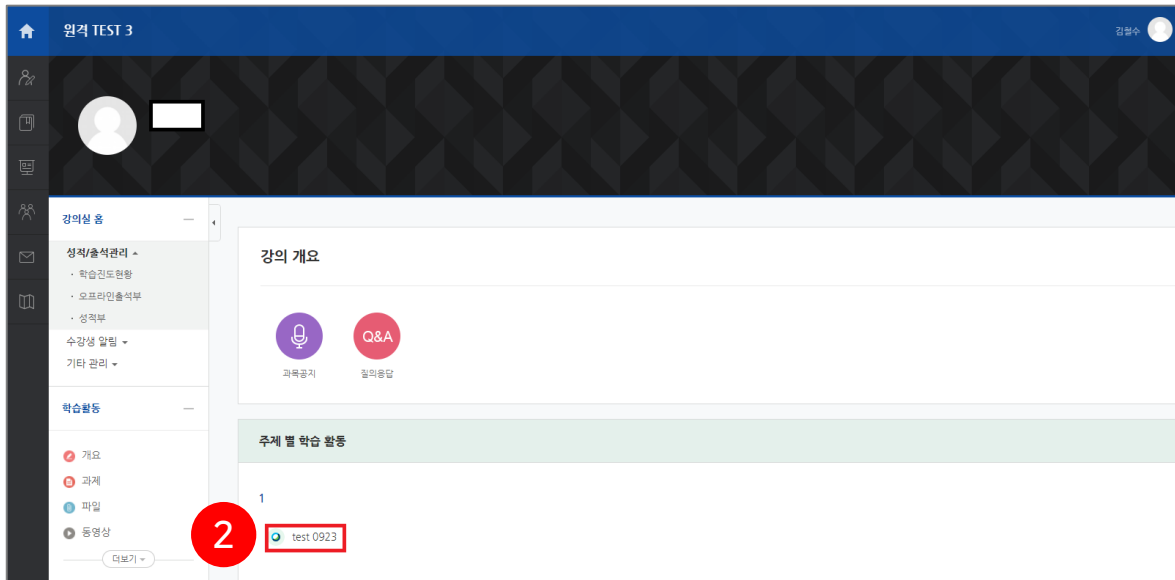 원격 TEST 3
김철수
강의실 홈
성적/출석관리
학습진도현황
오프라인출석부
성적부
수강생 알림
기타 관리
학습활동
개요
과제
파일
동영상
더보기
강의 개요
Q&A
과목공지
질의응답
주제 별 학습 활동
1
2
test 0923